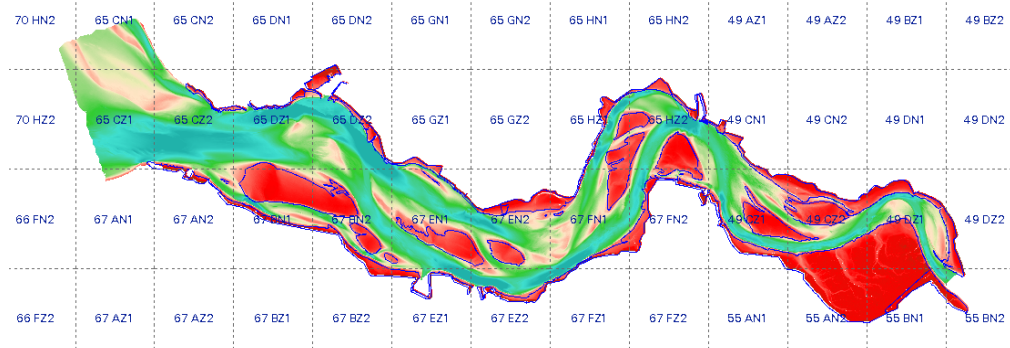 70 HN2 65 CN1 65 CN2 65 DN1 65 DN2 65 GN1 65 GN2 65 HN1 65 HN2 49 AZ1 49 AZ2 49 BZ1 49 BZ2
70 HZ2 65 CZ1 65 CZ2 65 DZ1 65 DZ2 65 GZ1 65 GZ2 65 HZ1 65 HZ2 49 CN1 49 CN2 49 DN1 49 DN2
66 FN2 67 AN1 67 AN2 67 BN1 67 BN2 67 EN1 67 EN2 67 FN1 67 FN2 49 CZ1 49 CZ2 49 DZ1 49 DZ2
66 FZ2 67 AZ1 67 AZ2 67 BZ1 67 BZ2 67 EZ1 67 EZ2 67 FZ1 67 FZ2 55 AN1 55 AN2 55 BN1 55 BN2